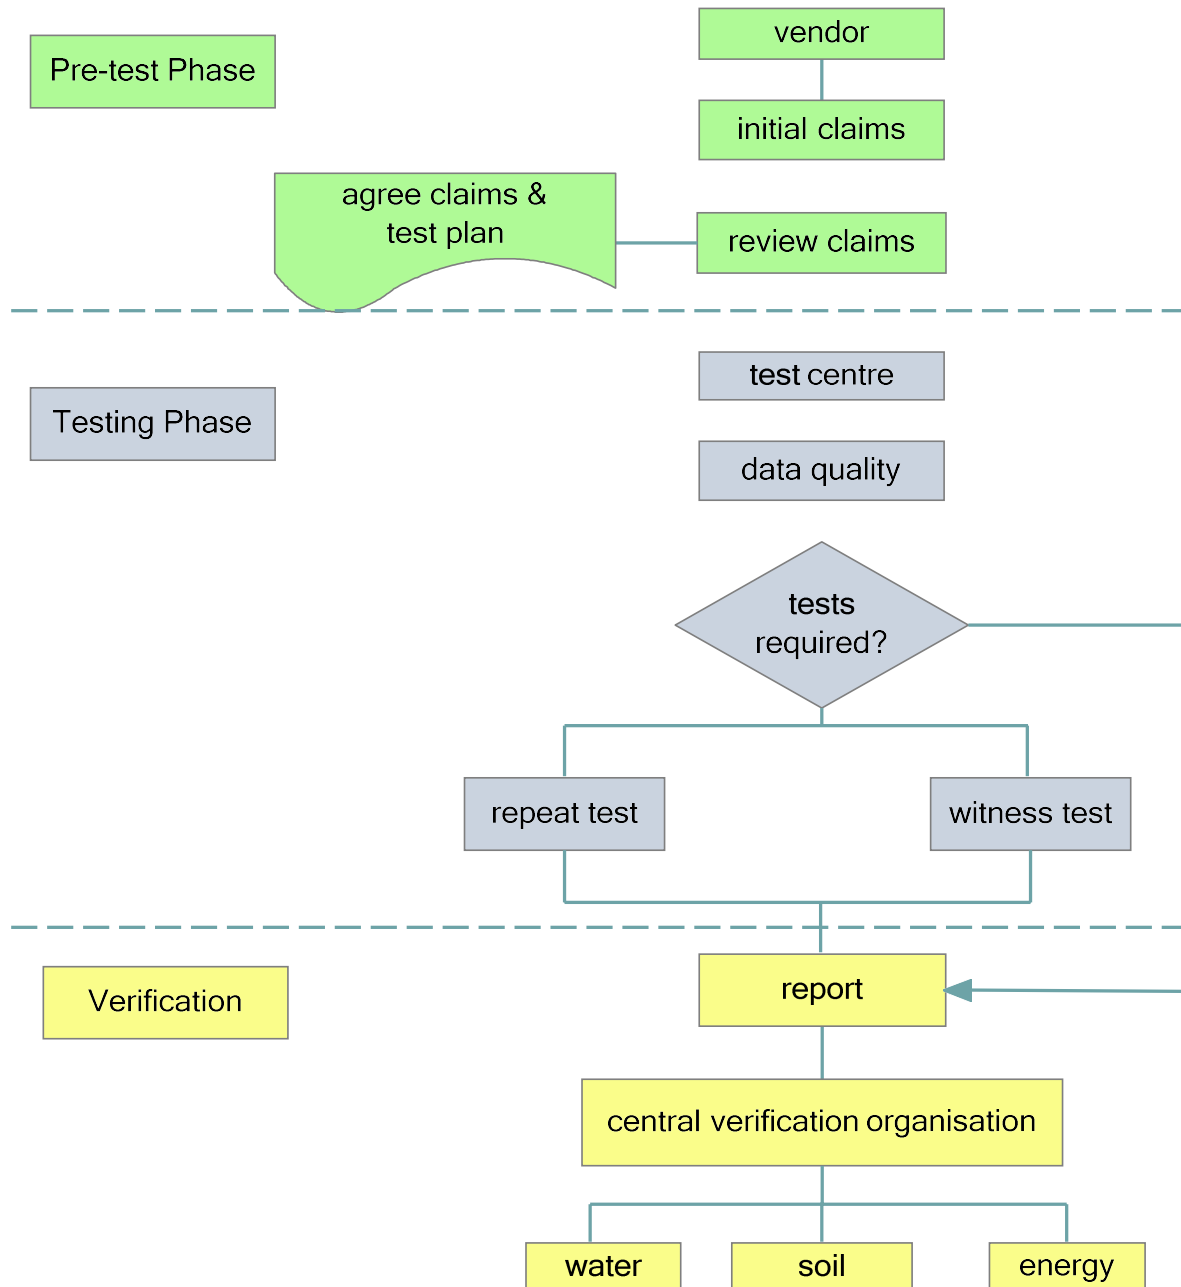 vendor
Pre-test Phase
initial claims
agree claims &
test plan
review claims
test centre
Testing Phase
data quality
tests
required?
repeat test
witness test
report
Verification
central verification organisation
water
soil
energy